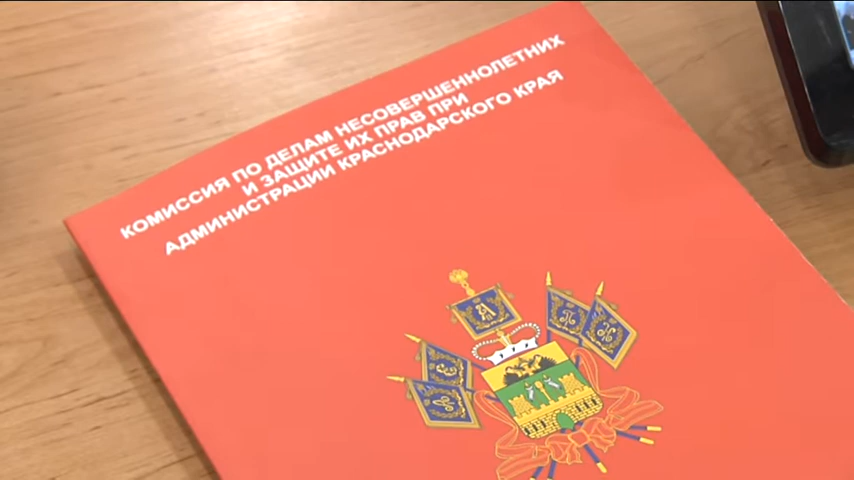 КОМИССИЯ ПО ДЕЛАМ НЕСОВЕРШЕННОЛЕТНИХ
И ЗАЩИТЕ ИХ ПРАВ ПРИ
АДМИНИСТРАЦИИ КРАСНОДАРСКОГО КРАЯ